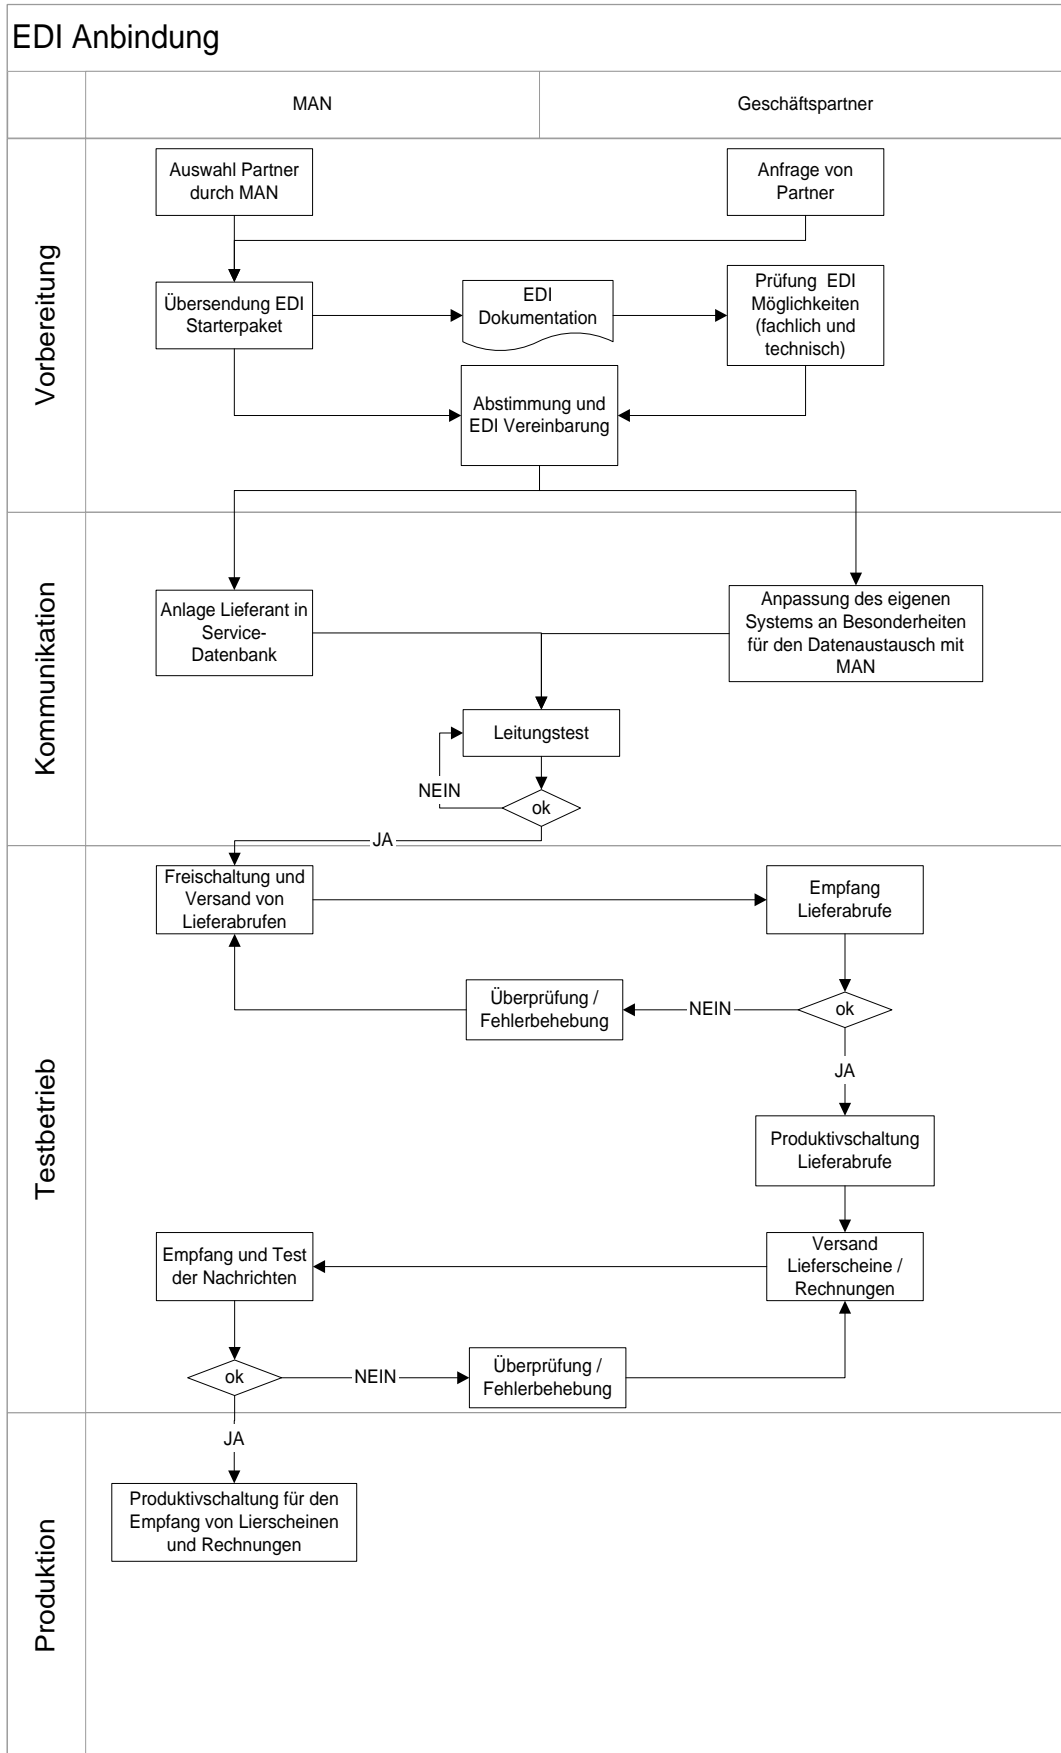 EDI Anbindung
MAN
Geschäftspartner
Vorbereitung
Auswahl Partner
durch MAN
Anfrage von
Partner
Übersendung EDI
Starterpaket
EDI
Dokumentation
Prüfung EDI
Möglichkeiten
(fachlich und
technisch)
Abstimmung und
EDI Vereinbarung
Kommunikation
Anlage Lieferant in
Service-
Datenbank
Anpassung des eigenen
Systems an Besonderheiten
für den Datenaustausch mit
MAN
Leitungstest
NEIN
ok
JA
Testbetrieb
Freischaltung und
Versand von
Lieferabrufen
Empfang
Lieferabrufe
Überprüfung /
Fehlerbehebung
NEIN
ok
JA
Produktivschaltung
Lieferabrufe
Empfang und Test
der Nachrichten
Versand
Lieferscheine /
Rechnungen
ok
NEIN
Überprüfung /
Fehlerbehebung
JA
Produktion
Produktivschaltung für den
Empfang von Lierscheinen
und Rechnungen